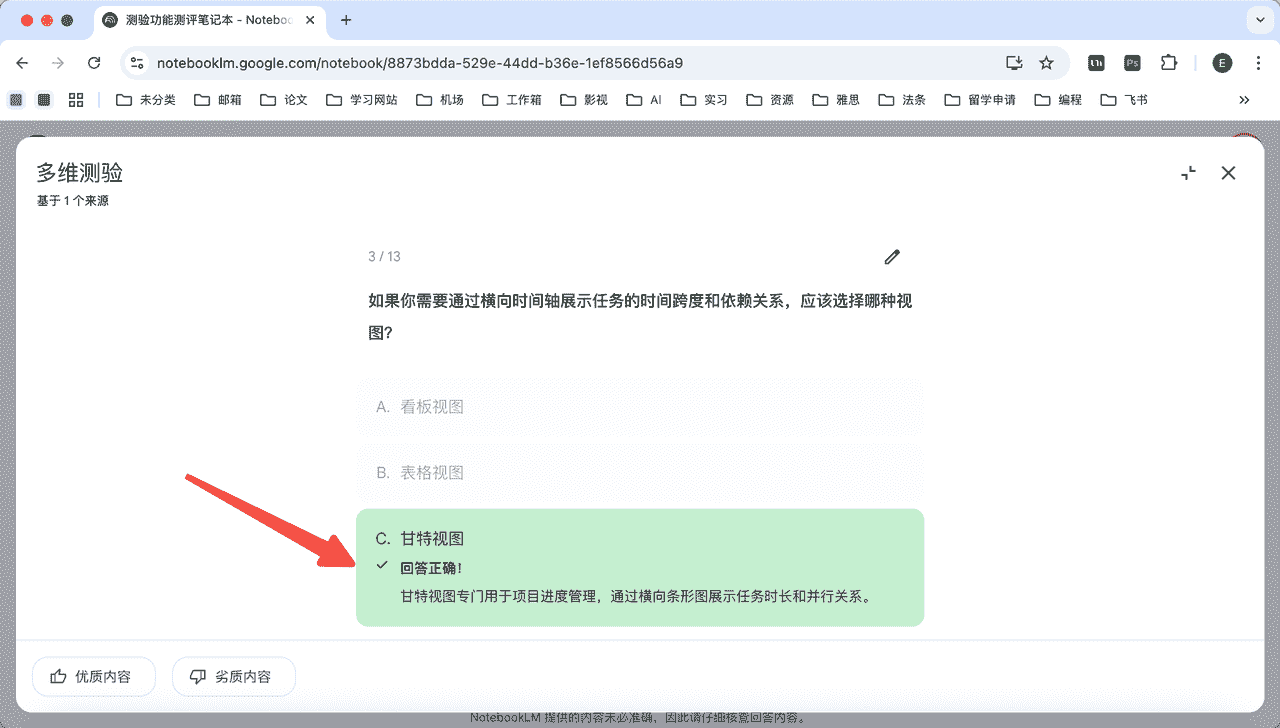 测验功能测评笔记本 - Noteboo
notebooklm.google.com/notebook/8873bdda-529e-44dd-b36e-1ef8566d56a9
Ps
E
未分类 邮箱 论文 学习网站 机场 工作箱 影视 AI 实习 资源 雅思 法条 留学申请 编程 飞书
多维测验
基于 1 个来源
3 / 13
如果你需要通过横向时间轴展示任务的时间跨度和依赖关系，应该选择哪种视
图？
A. 看板视图
B. 表格视图
C. 甘特视图
回答正确！
甘特视图专门用于项目进度管理，通过横向条形图展示任务时长和并行关系。
优质内容 劣质内容
NotebookLM 提供的内容未必准确，因此请仔细核查回答内容。